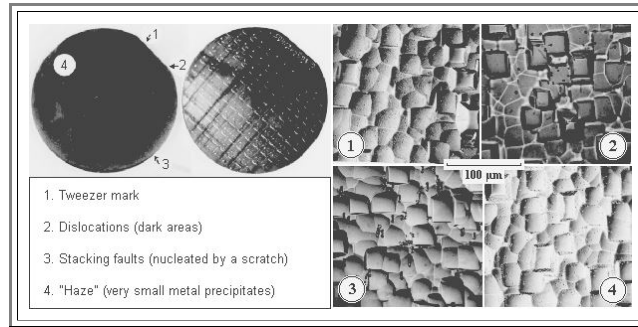 1
4
2
3
1. Tweezer mark
2. Dislocations (dark areas)
3. Stacking faults (nucleated by a scratch)
4. "Haze" (very small metal precipitates)
1
2
100 µm
3
4